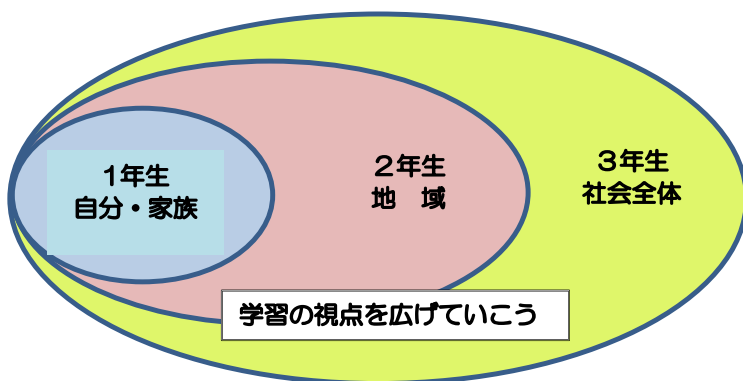 1年生
自分・家族
２年生
地　域
３年生
社会全体
学習の視点を広げていこう